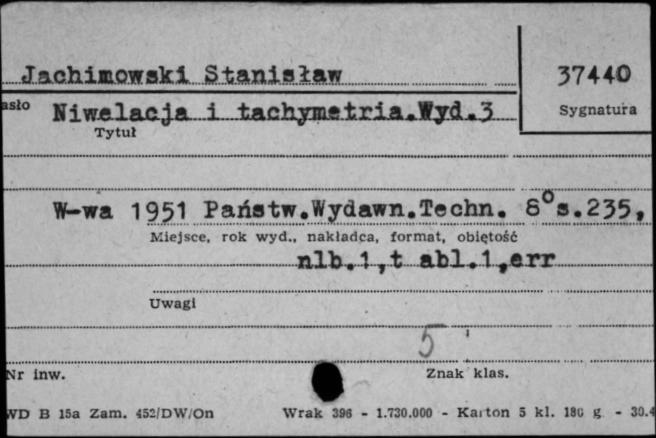 Jachimowski Stanisław 37440
asło Niwelacja i tachymetria.Wyd.3 Sygnatura
Tytuł
W-wa 1951 Państw.Wydawn.Techn. 8°s.235,
Miejsce, rok wyd., nakładca, format, obiętość
nlb.1,t abl.1,err
Uwagi
5
Nr inw. Znak klas.
WD B 15a Zam. 452/DW/On Wrak 396 - 1.730.000 - Karton 5 kl. 180 g - 30.4